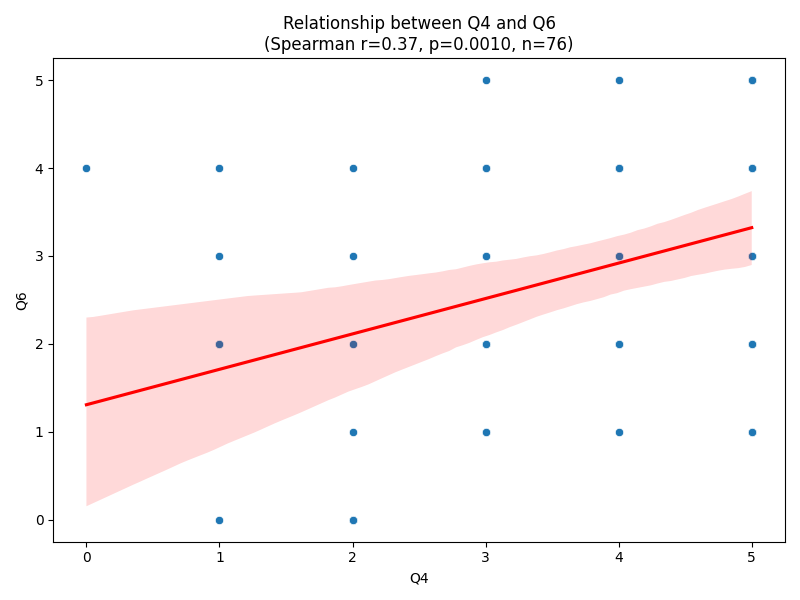 Relationship between Q4 and Q6
(Spearman r=0.37, p=0.0010, n=76)
5
4
3
2
1
0
Q6
0 1 2 3 4 5
Q4